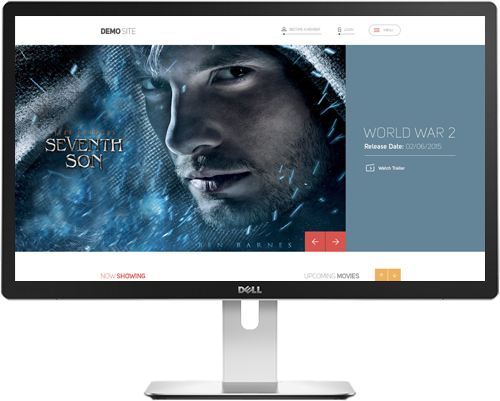 DEMO SITE
BECOME A MEMBER
LOGIN
MENU
SEVENTH
SON
BEN BARNES
WORLD WAR 2
Release Date: 02/06/2015
Watch Trailer
NOW SHOWING
UPCOMING MOVIES
DELL